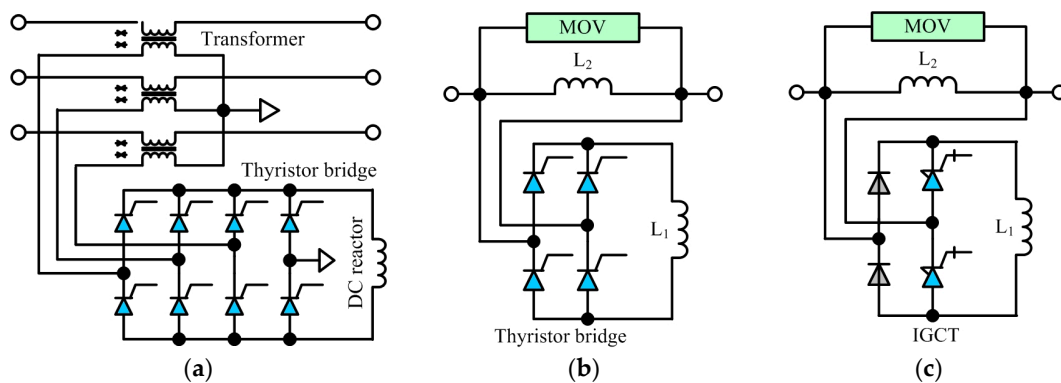 Transformer
Thyristor bridge
DC reactor
(a)
MOV
L2
L1
Thyristor bridge
(b)
MOV
L2
L1
IGCT
(c)